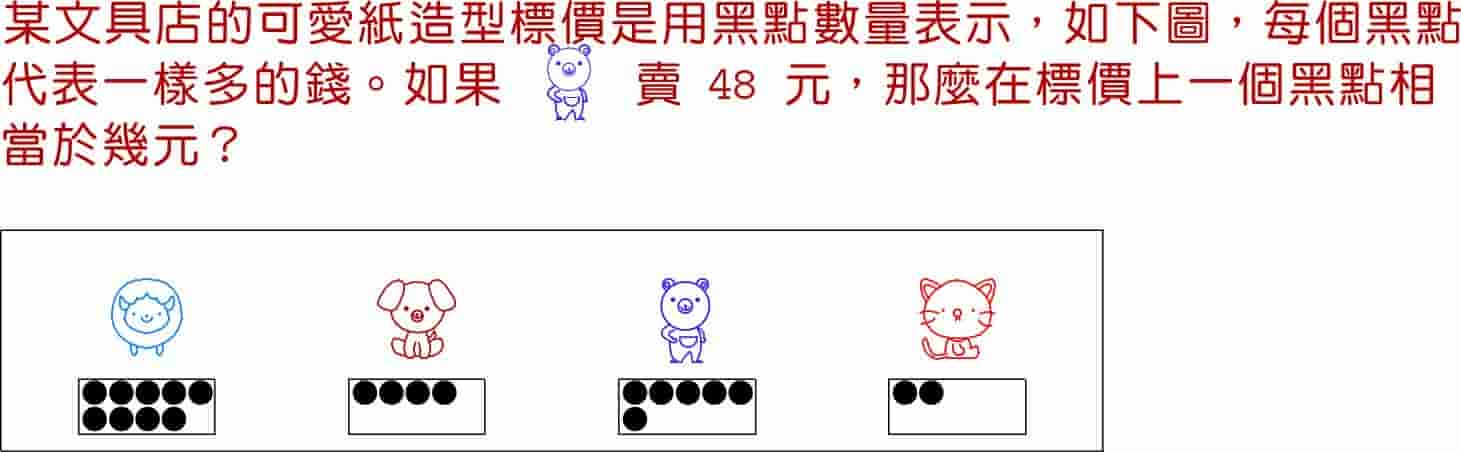 某文具店的可愛紙造型標價是用黑點數量表示，如下圖，每個黑點
代表一樣多的錢。如果 賣 48 元，那麼在標價上一個黑點相
當於幾元？